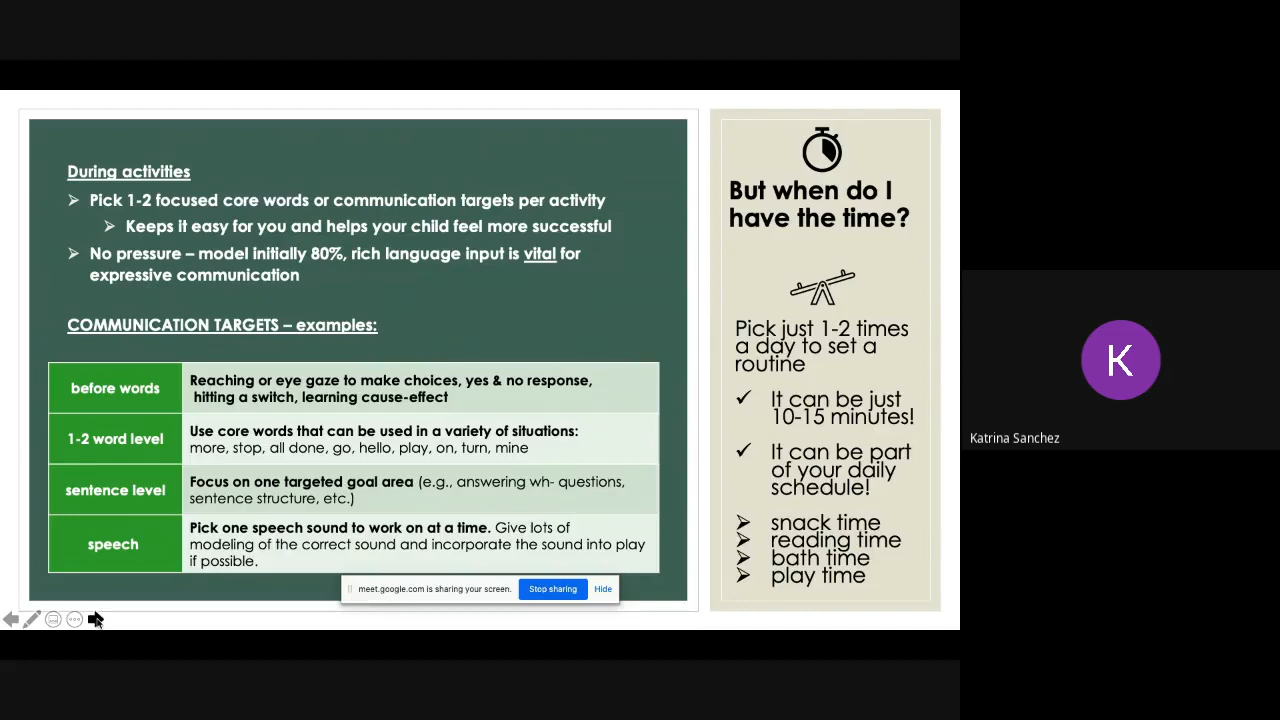 During activities
Pick 1-2 focused core words or communication targets per activity
Keeps it easy for you and helps your child feel more successful
No pressure – model initially 80%, rich language input is vital for
expressive communication
COMMUNICATION TARGETS – examples:
before words
Reaching or eye gaze to make choices, yes & no response,
hitting a switch, learning cause-effect
1-2 word level
Use core words that can be used in a variety of situations:
more, stop, all done, go, hello, play, on, turn, mine
sentence level
Focus on one targeted goal area (e.g., answering wh- questions,
sentence structure, etc.)
speech
Pick one speech sound to work on at a time. Give lots of
modeling of the correct sound and incorporate the sound into play
if possible.
meet.google.com is sharing your screen. Stop sharing Hide
But when do I
have the time?
Pick just 1-2 times
a day to set a
routine
It can be just
10-15 minutes!
It can be part
of your daily
schedule!
snack time
reading time
bath time
play time
K
Katrina Sanchez